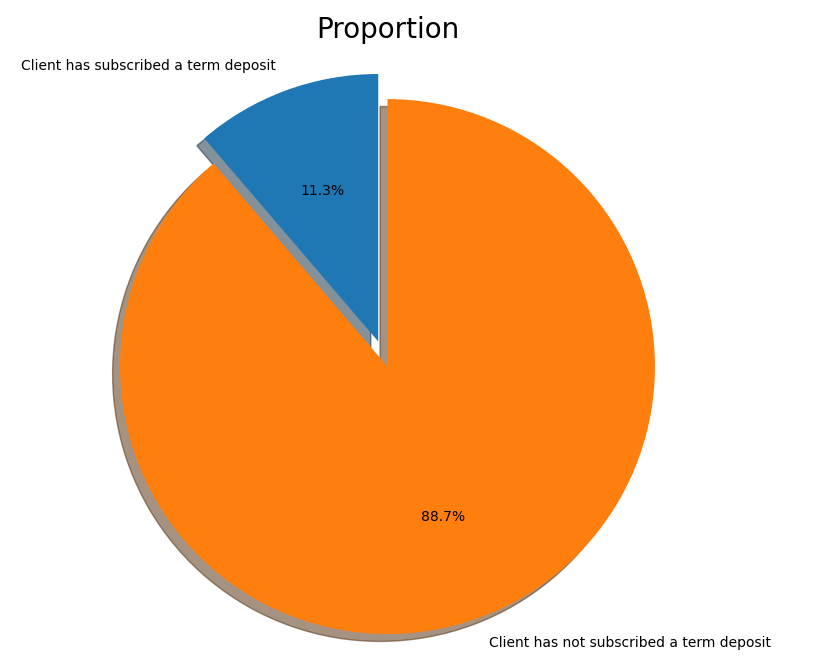 Proportion
Client has subscribed a term deposit
11.3%
88.7%
Client has not subscribed a term deposit